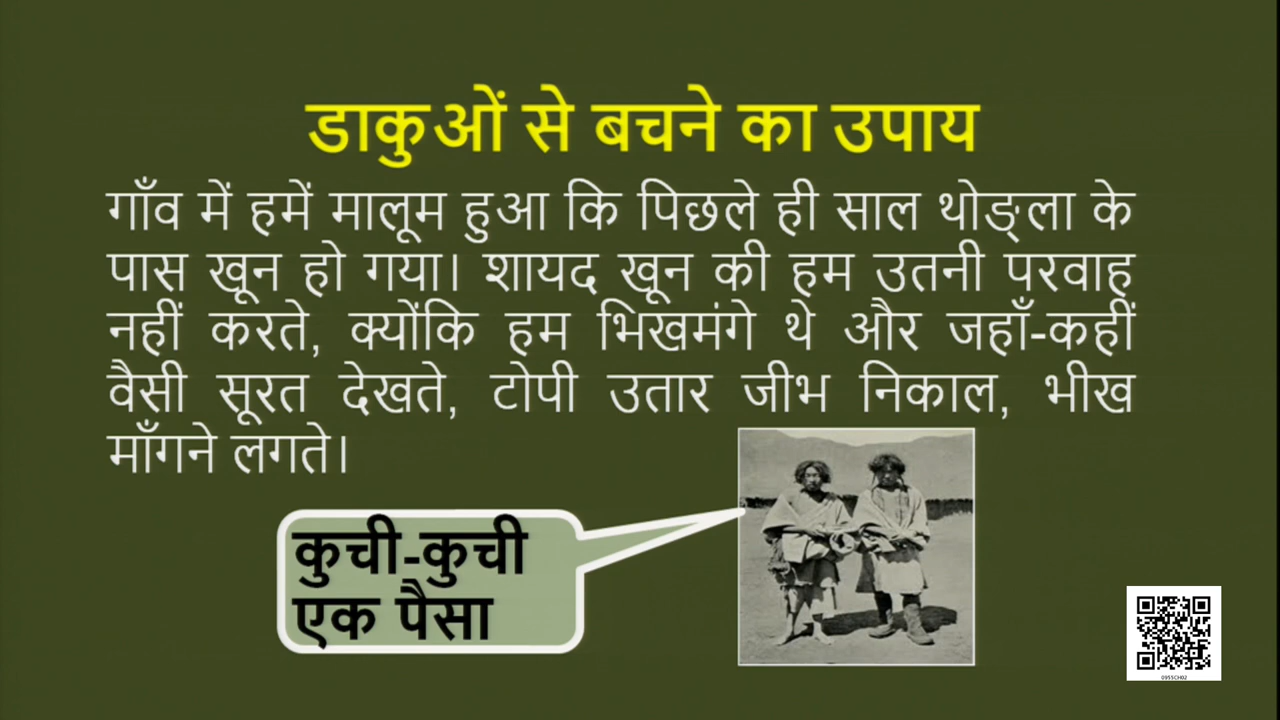 डाकुओं से बचने का उपाय
गाँव में हमें मालूम हुआ कि पिछले ही साल थोङ्ला के
पास खून हो गया। शायद खून की हम उतनी परवाह
नहीं करते, क्योंकि हम भिखमंगे थे और जहाँ-कहीं
वैसी सूरत देखते, टोपी उतार जीभ निकाल, भीख
माँगने लगते।
कुची-कुची
एक पैसा
0955CH02